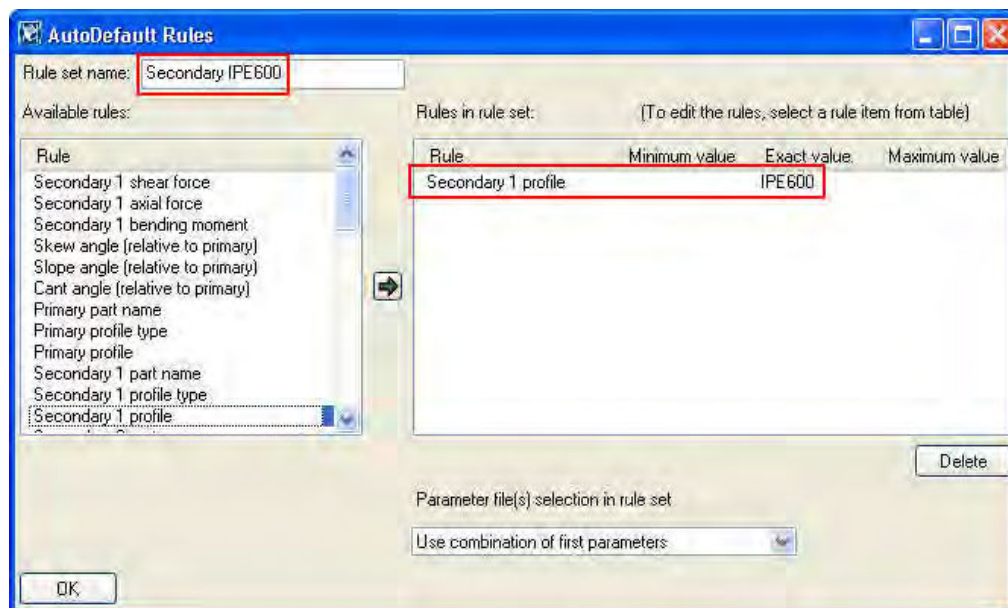 AutoDefault Rules
Rule set name: Secondary IPE600
Available rules:
Rule
Secondary 1 shear force
Secondary 1 axial force
Secondary 1 bending moment
Skew angle (relative to primary)
Slope angle (relative to primary)
Cant angle (relative to primary)
Primary part name
Primary profile type
Primary profile
Secondary 1 part name
Secondary 1 profile type
Secondary 1 profile
Rules in rule set: (To edit the rules, select a rule item from table)
Rule Minimum value Exact value Maximum value
Secondary 1 profile IPE600
Delete
Parameter file(s) selection in rule set
Use combination of first parameters
OK